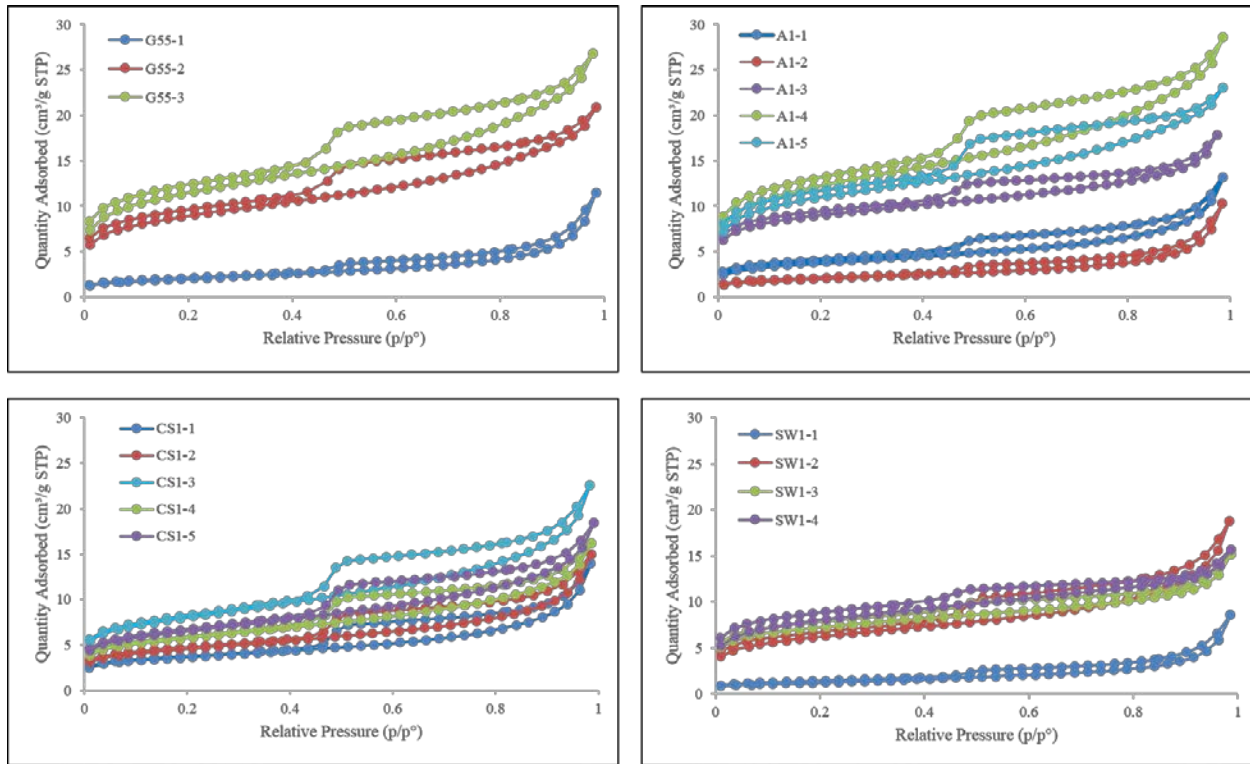 Quantity Adsorbed (cm³/g STP)
30
25
20
15
10
5
0
G55-1
G55-2
G55-3
0
0.2
0.4
0.6
0.8
1
Relative Pressure (p/p°)
Quantity Adsorbed (cm³/g STP)
30
25
20
15
10
5
0
A1-1
A1-2
A1-3
A1-4
A1-5
0
0.2
0.4
0.6
0.8
1
Relative Pressure (p/p°)
Quantity Adsorbed (cm³/g STP)
30
25
20
15
10
5
0
CS1-1
CS1-2
CS1-3
CS1-4
CS1-5
0
0.2
0.4
0.6
0.8
1
Relative Pressure (p/p°)
Quantity Adsorbed (cm³/g STP)
30
25
20
15
10
5
0
SW1-1
SW1-2
SW1-3
SW1-4
0
0.2
0.4
0.6
0.8
1
Relative Pressure (p/p°)